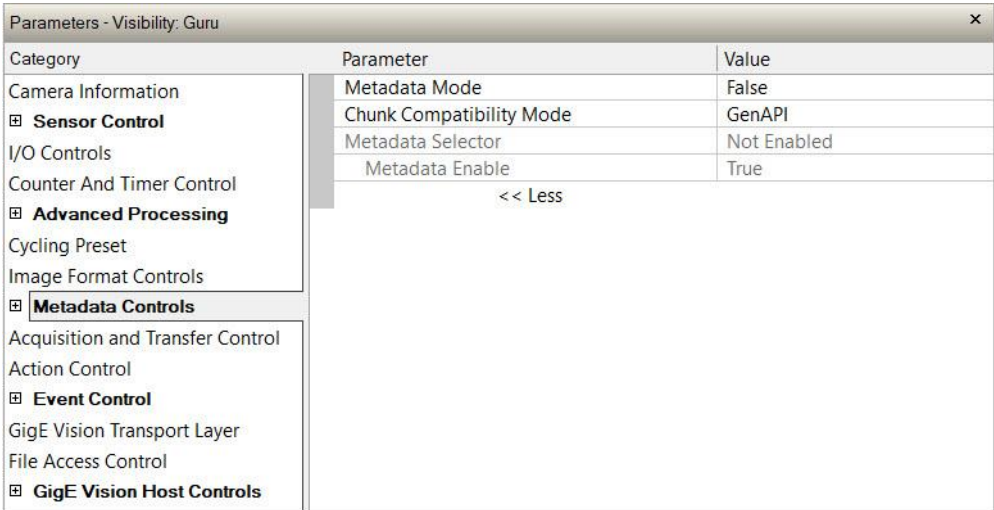 Parameters - Visibility: Guru ×
Category
Camera Information
Sensor Control
I/O Controls
Counter And Timer Control
Advanced Processing
Cycling Preset
Image Format Controls
Metadata Controls
Acquisition and Transfer Control
Action Control
Event Control
GigE Vision Transport Layer
File Access Control
GigE Vision Host Controls
Parameter Value
Metadata Mode False
Chunk Compatibility Mode GenAPI
Metadata Selector Not Enabled
Metadata Enable True
<< Less